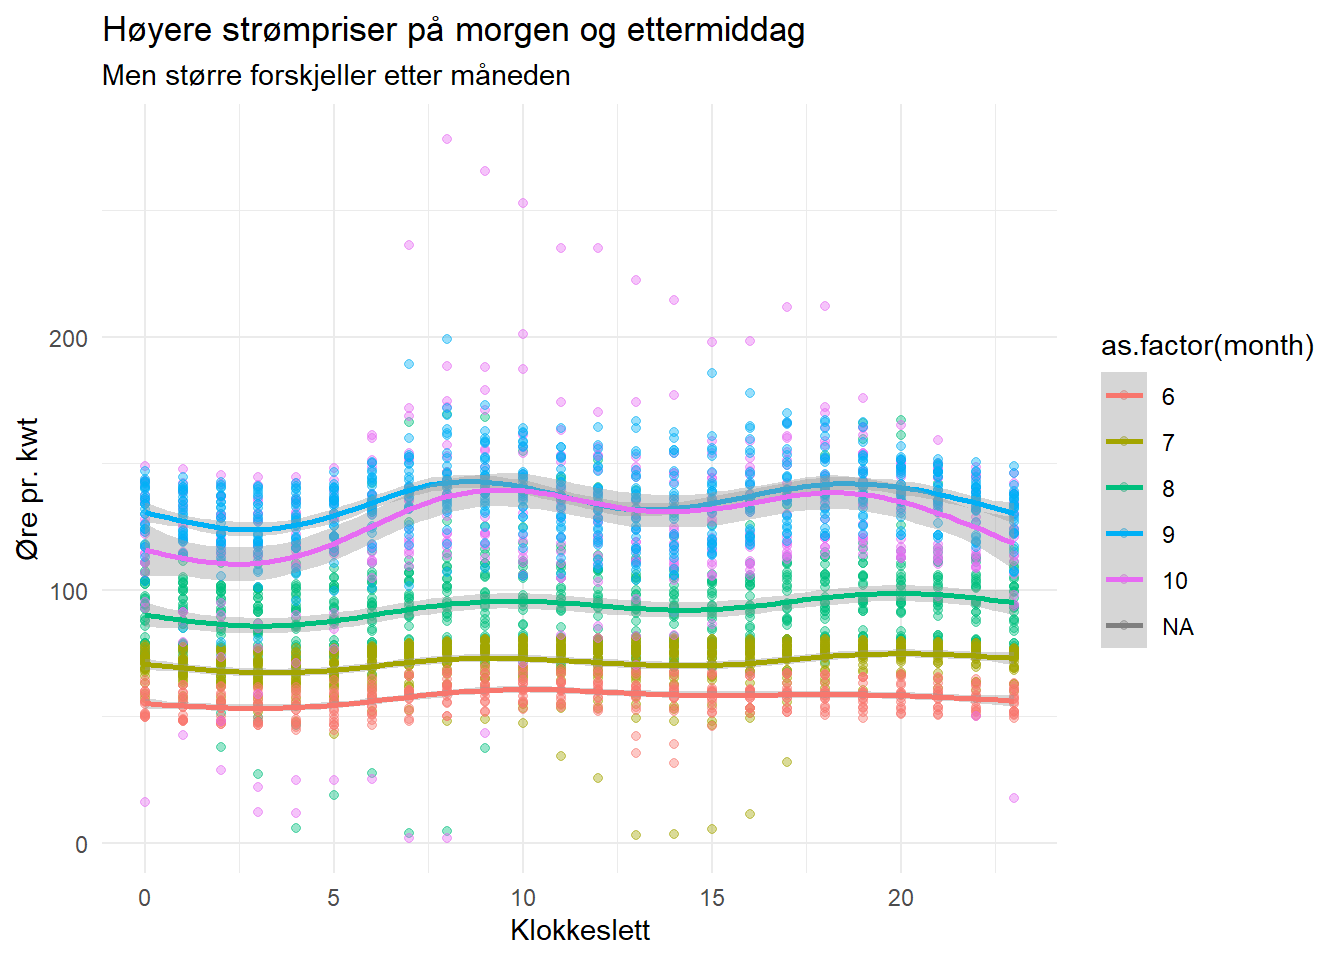 Høyere strømpriser på morgen og ettermiddag
Men større forskjeller etter måneden
Øre pr. kwt
200
100
0
0 5 10 15 20
Klokkeslett
as.factor(month)
6
7
8
9
10
NA